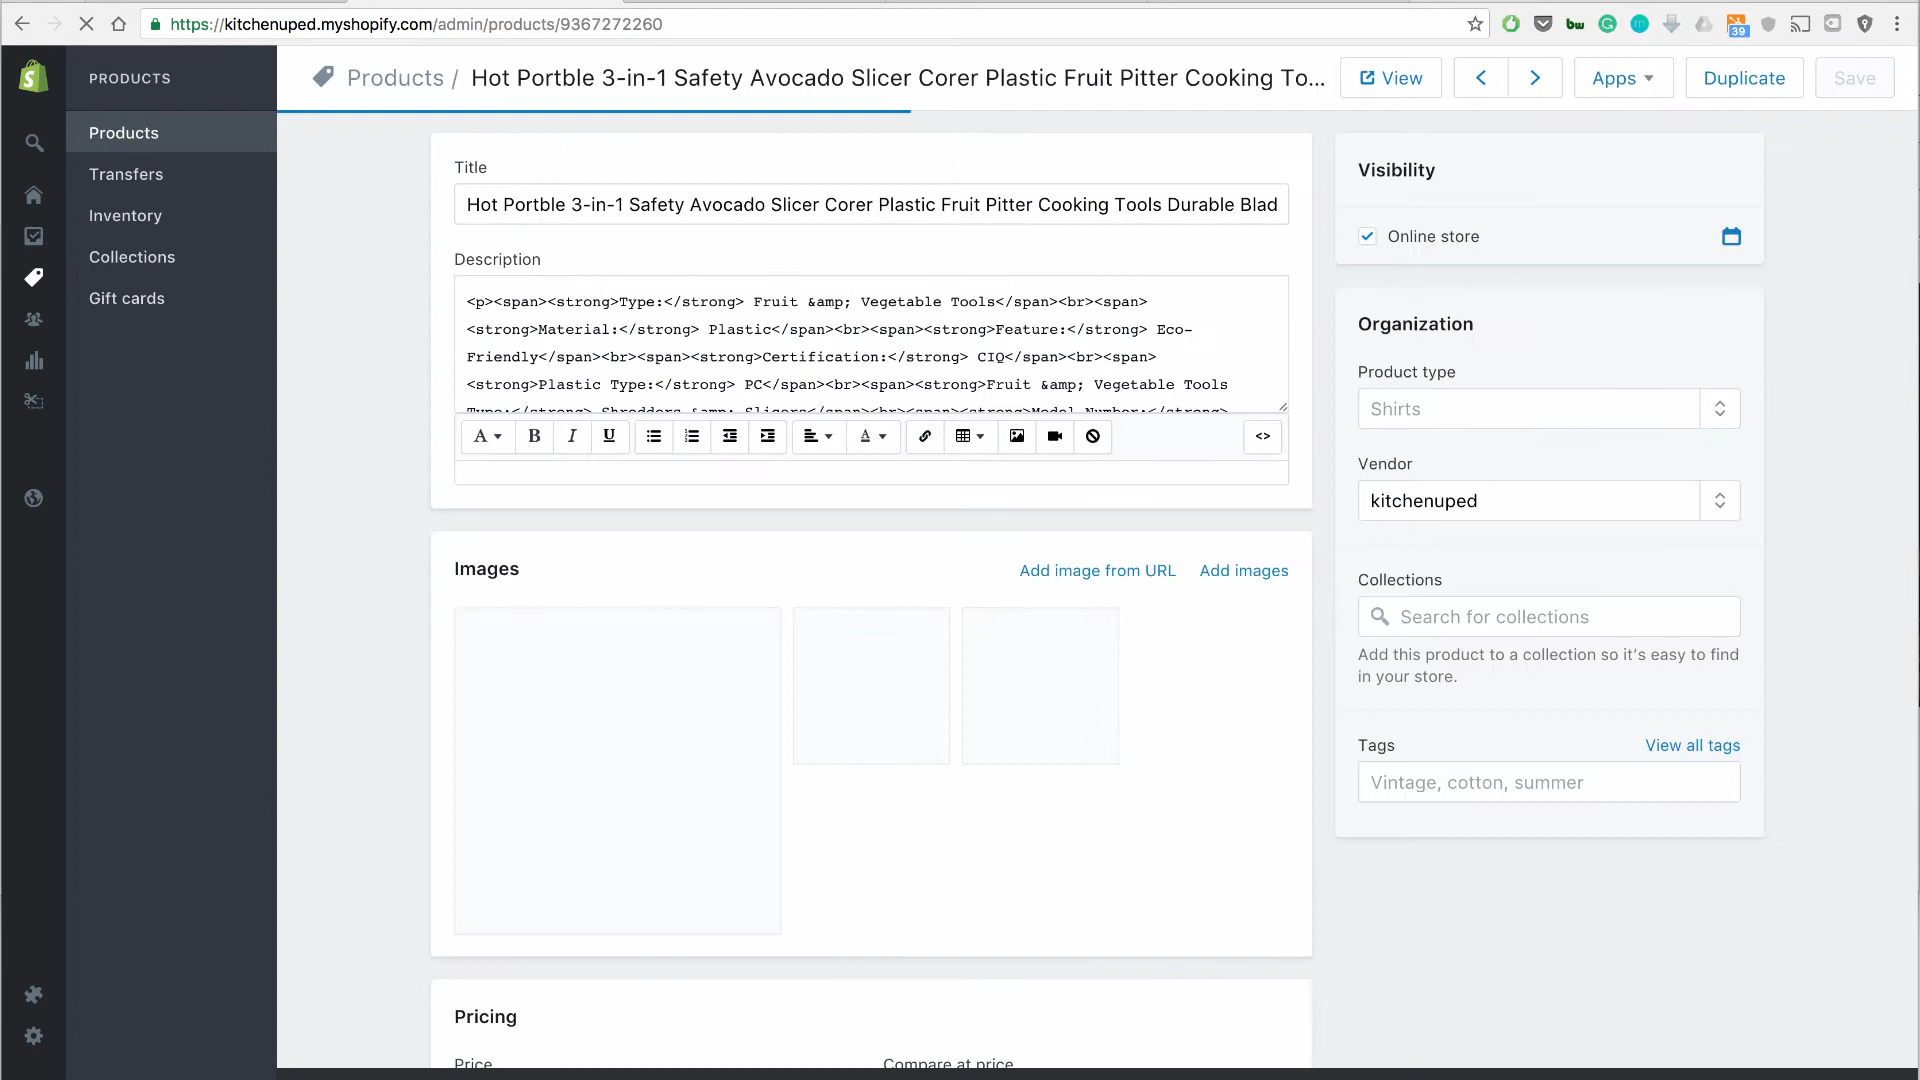 https://kitchenuped.myshopify.com/admin/products/9367272260
bw
39
PRODUCTS
Products / Hot Portble 3-in-1 Safety Avocado Slicer Corer Plastic Fruit Pitter Cooking To...
View
Apps
Duplicate
Save
Products
Transfers
Inventory
Collections
Gift cards
Title
Hot Portble 3-in-1 Safety Avocado Slicer Corer Plastic Fruit Pitter Cooking Tools Durable Blad
Description
<p><span><strong>Type:</strong> Fruit &amp; Vegetable Tools</span><br><span>
<strong>Material:</strong> Plastic</span><br><span><strong>Feature:</strong> Eco-
Friendly</span><br><span><strong>Certification:</strong> CIQ</span><br><span>
<strong>Plastic Type:</strong> PC</span><br><span><strong>Fruit &amp; Vegetable Tools
Type:</strong> Shredders &amp; Slicers</span><br><span><strong>Model Number:</strong>
A B I U A <>
Images
Add image from URL
Add images
Pricing
Price
Compare at price
Visibility
Online store
Organization
Product type
Shirts
Vendor
kitchenuped
Collections
Search for collections
Add this product to a collection so it's easy to find
in your store.
Tags
View all tags
Vintage, cotton, summer